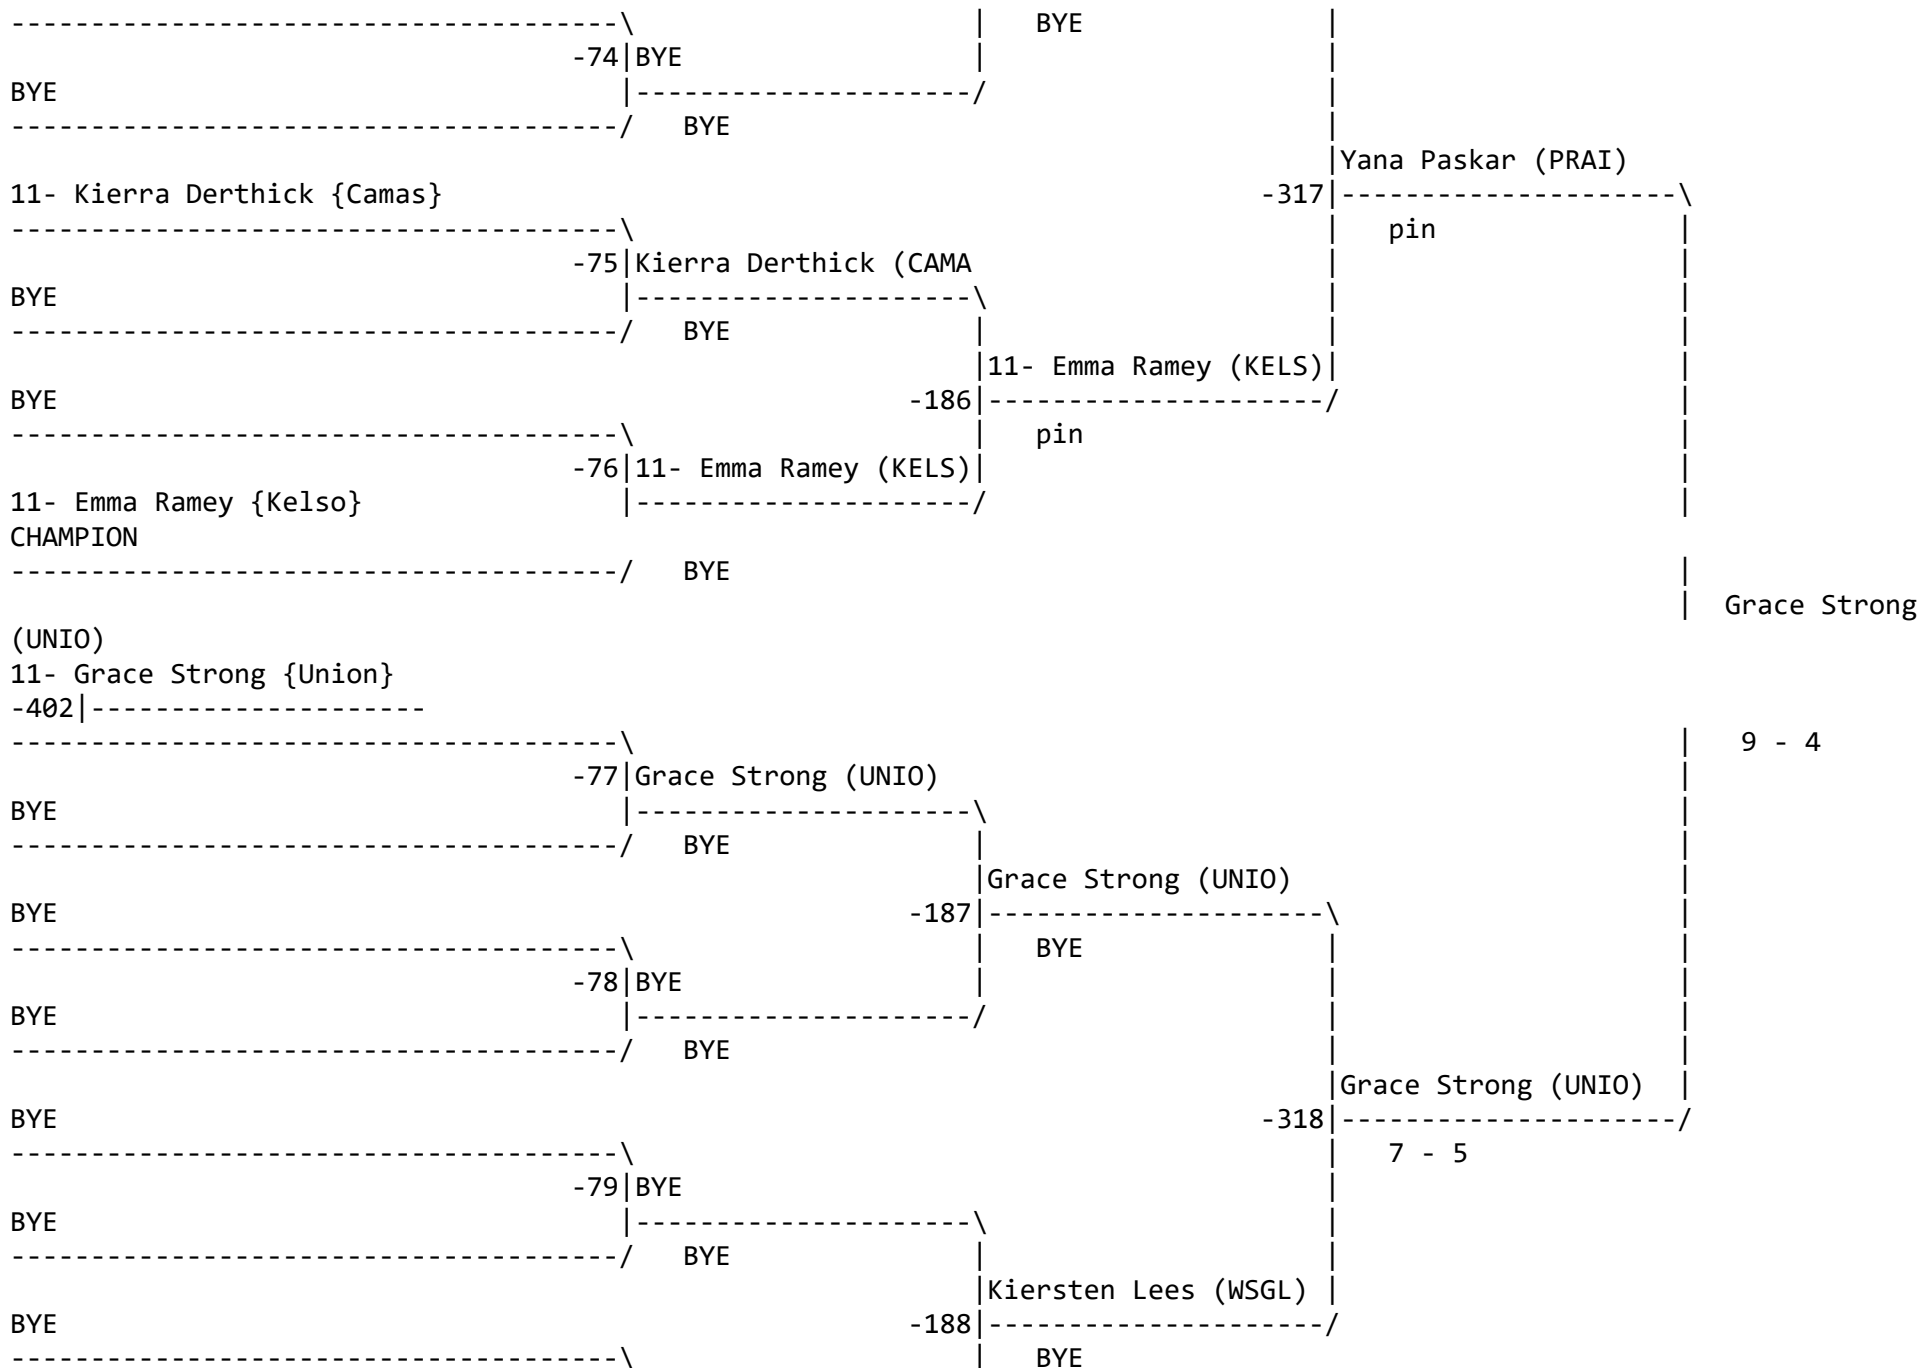 ---------------------------------------\                      |   BYE               |
                                    -74|BYE                   |                     |
BYE                                    |---------------------/                      |
---------------------------------------/   BYE                                      |
                                                                                    |Yana Paskar (PRAI)
11- Kierra Derthick {Camas}                                                     -317|---------------------\
---------------------------------------\                                            |   pin                |
                                    -75|Kierra Derthick (CAMA                       |                      |
BYE                                    |---------------------\                      |                      |
---------------------------------------/   BYE                |                     |                      |
                                                              |11- Emma Ramey (KELS)|                      |
BYE                                                       -186|---------------------/                      |
---------------------------------------\                      |   pin                                      |
                                    -76|11- Emma Ramey (KELS)|                                             |
11- Emma Ramey {Kelso}                 |---------------------/                                             |
CHAMPION
---------------------------------------/   BYE                                                             |
                                                                                                           |  Grace Strong
(UNIO)
11- Grace Strong {Union}
-402|---------------------
---------------------------------------\                                                                   |   9 - 4
                                    -77|Grace Strong (UNIO)                                                |
BYE                                    |---------------------\                                             |
---------------------------------------/   BYE                |                                            |
                                                              |Grace Strong (UNIO)                         |
BYE                                                       -187|---------------------\                      |
---------------------------------------\                      |   BYE               |                      |
                                    -78|BYE                   |                     |                      |
BYE                                    |---------------------/                      |                      |
---------------------------------------/   BYE                                      |                      |
                                                                                    |Grace Strong (UNIO)  |
BYE                                                                             -318|---------------------/
---------------------------------------\                                            |   7 - 5
                                    -79|BYE                                         |
BYE                                    |---------------------\                      |
---------------------------------------/   BYE                |                     |
                                                              |Kiersten Lees (WSGL) |
BYE                                                       -188|---------------------/
---------------------------------------\                      |   BYE